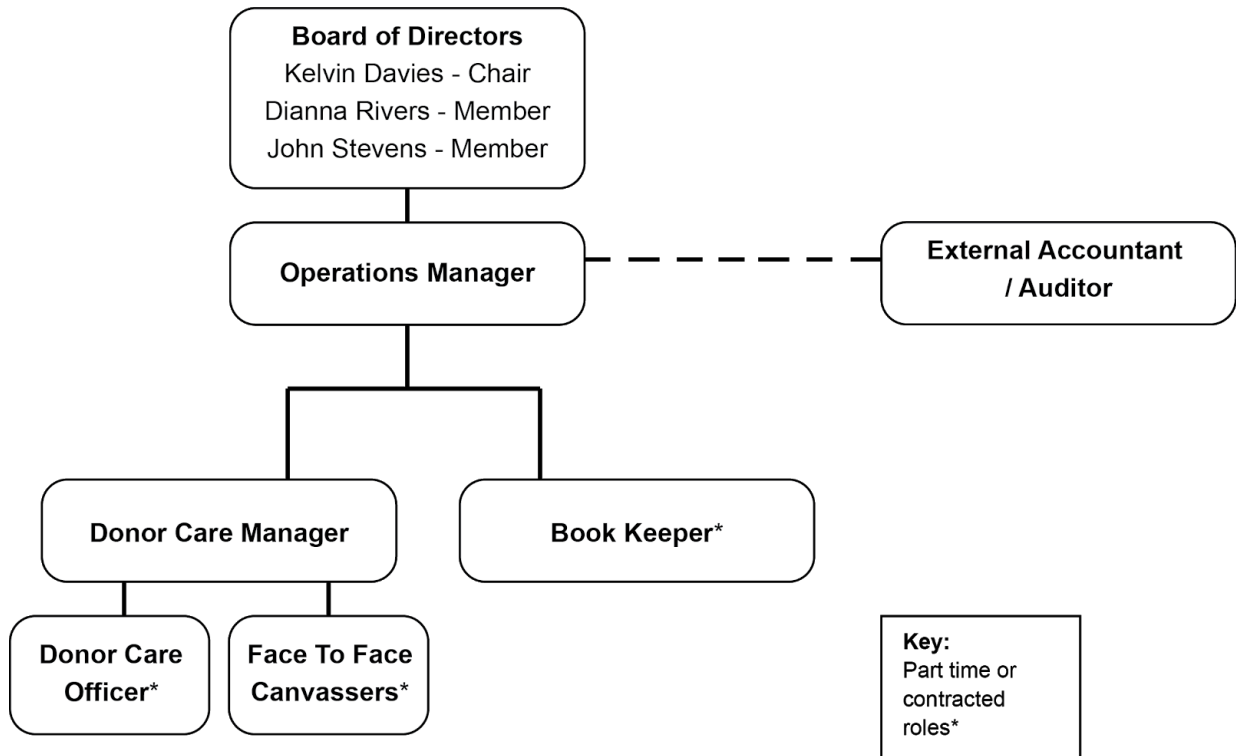 Board of Directors
Kelvin Davies - Chair
Dianna Rivers - Member
John Stevens - Member
Operations Manager
External Accountant
/ Auditor
Donor Care Manager
Book Keeper*
Donor Care
Officer*
Face To Face
Canvassers*
Key:
Part time or
contracted
roles*